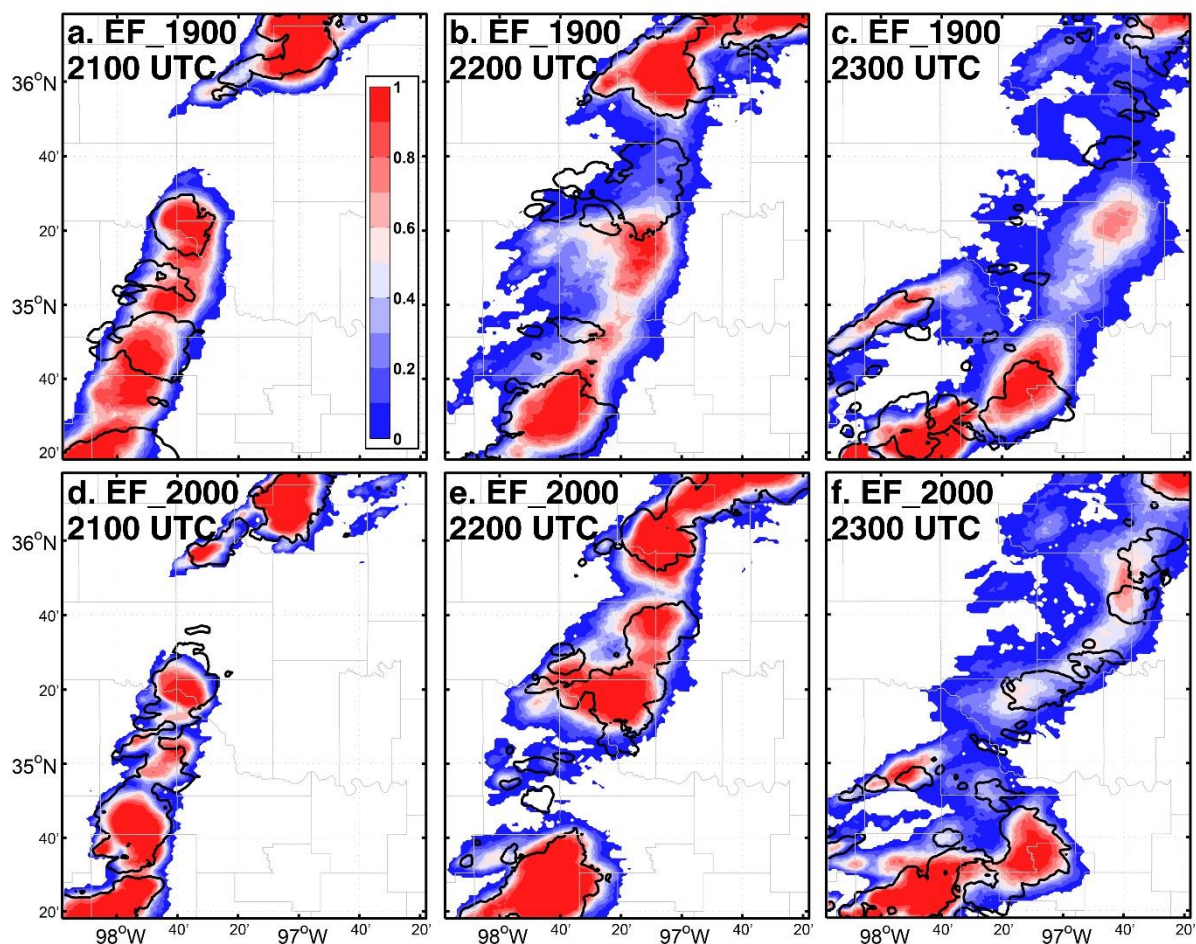 a. EF_1900
2100 UTC
b. EF_1900
2200 UTC
c. EF_1900
2300 UTC
36°N
40'
20'
35°N
40'
20'
1
0.8
0.6
0.4
0.2
0
d. EF_2000
2100 UTC
e. EF_2000
2200 UTC
f. EF_2000
2300 UTC
36°N
40'
20'
35°N
40'
20'
98°W 40' 20' 97°W 20' 98°W 40' 20' 97°W 20' 98°W 40' 20' 97°W 40' 20'